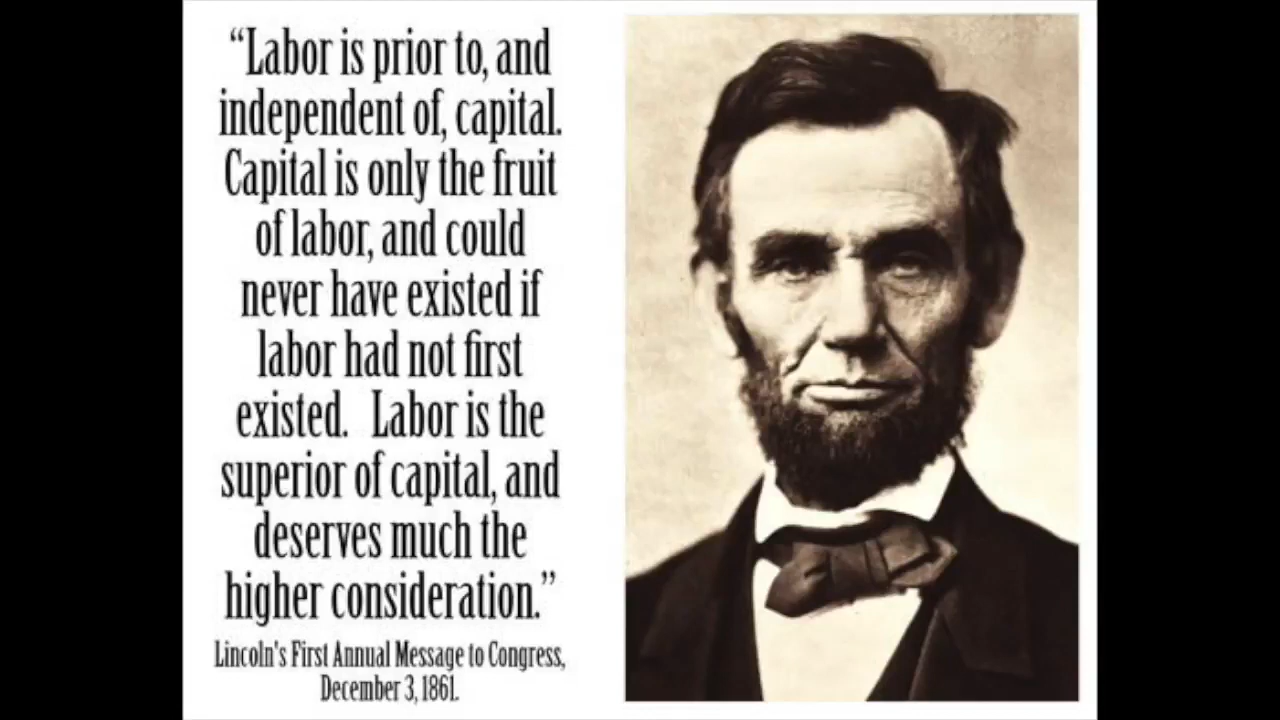 “Labor is prior to, and
independent of, capital.
Capital is only the fruit
of labor, and could
never have existed if
labor had not first
existed.  Labor is the
superior of capital, and
deserves much the
higher consideration.”
Lincoln's First Annual Message to Congress,
December 3, 1861.